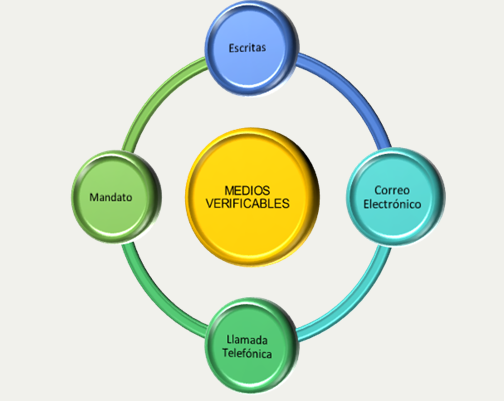 Escritas
Mandato
MEDIOS
VERIFICABLES
Correo
Electrónico
Llamada
Telefónica